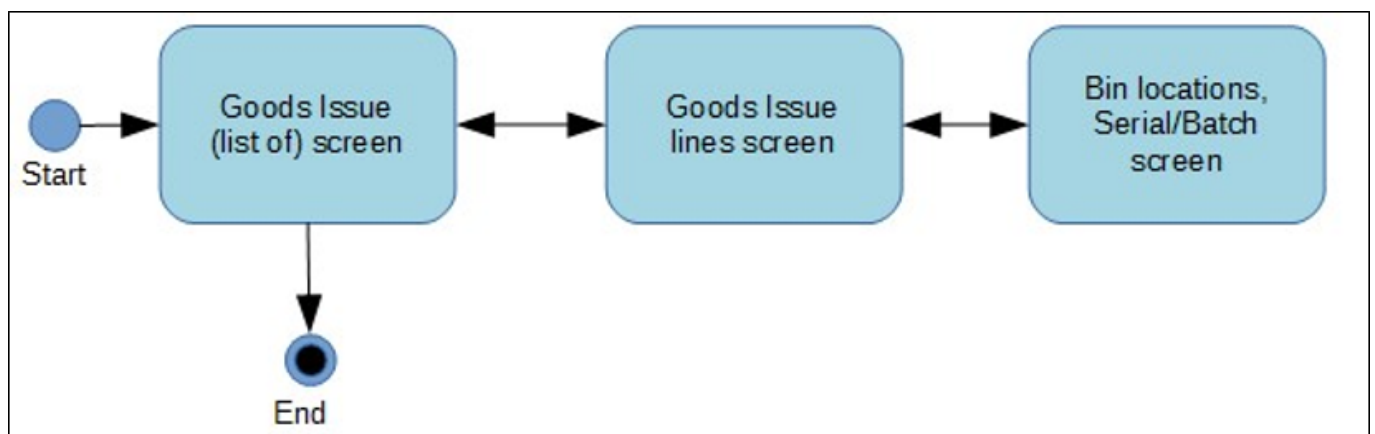 Start
Goods Issue
(list of) screen
Goods Issue
lines screen
Bin locations,
Serial/Batch
screen
End